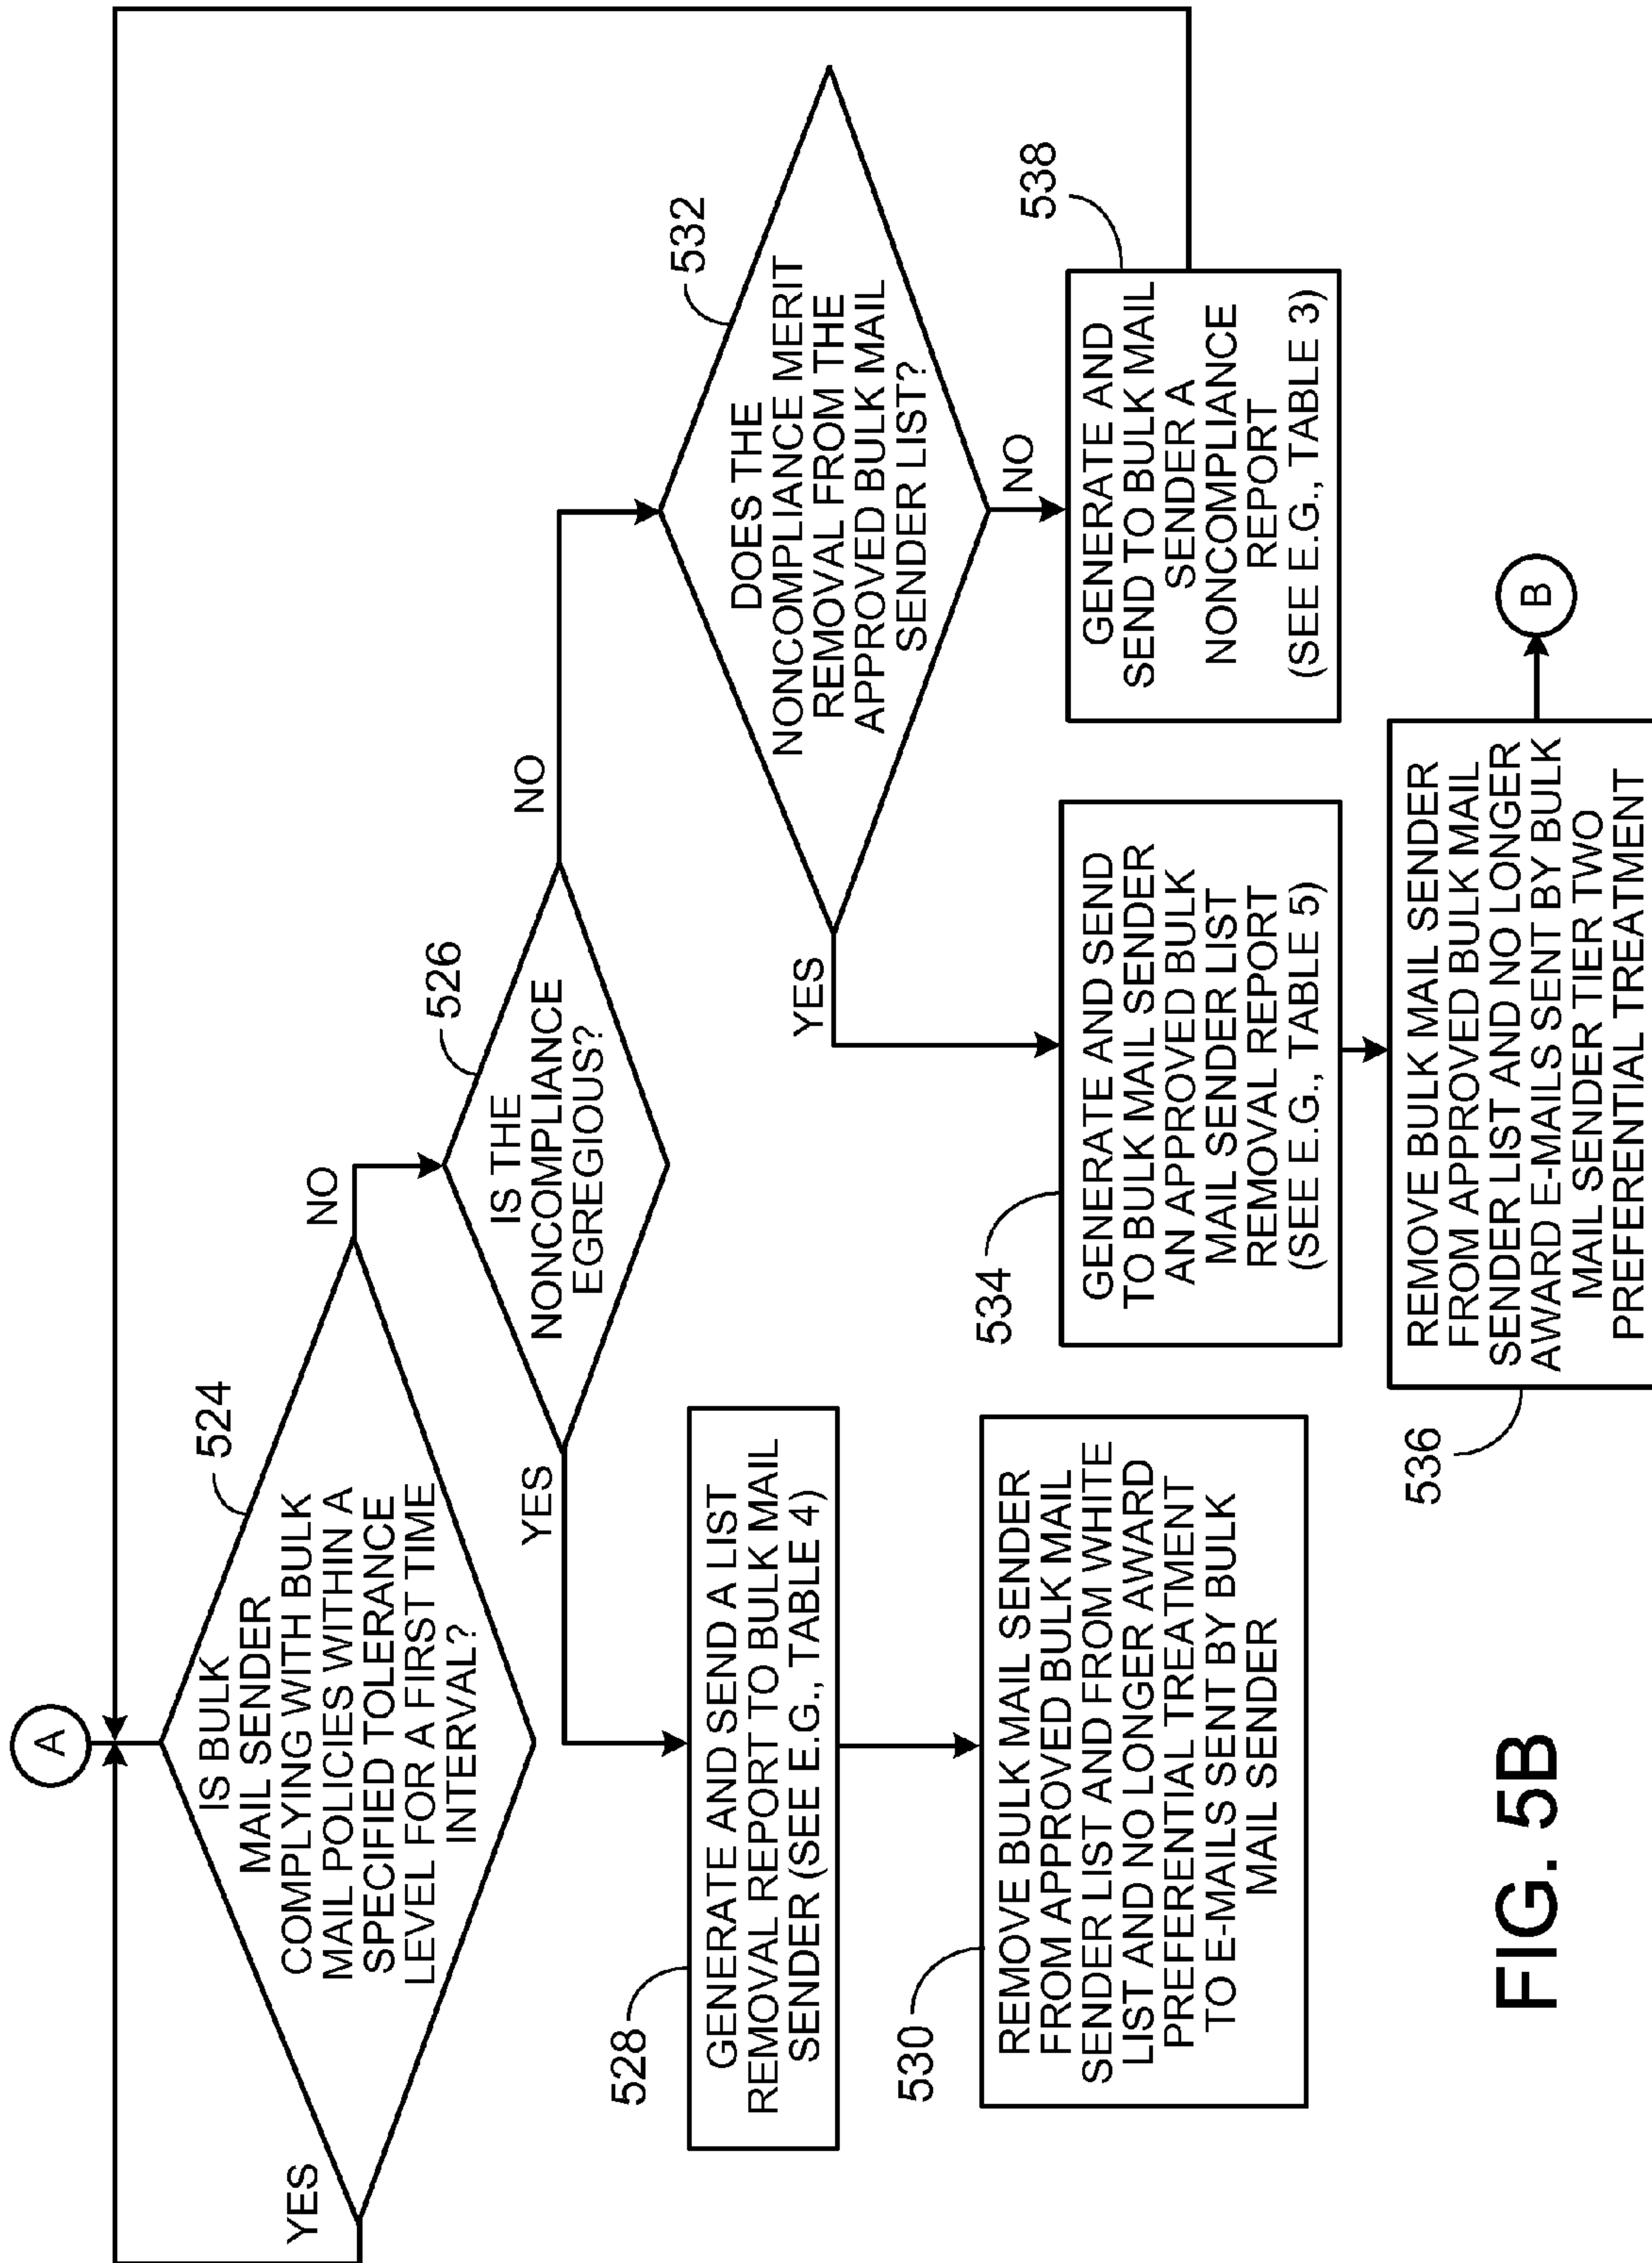 A
IS BULK
MAIL SENDER
COMPLYING WITH BULK
MAIL POLICIES WITHIN A
SPECIFIED TOLERANCE
LEVEL FOR A FIRST TIME
INTERVAL?
524
YES
NO
IS THE
NONCOMPLIANCE
EGREGIOUS?
526
YES
NO
GENERATE AND SEND A LIST
REMOVAL REPORT TO BULK MAIL
SENDER (SEE E.G., TABLE 4)
528
REMOVE BULK MAIL SENDER
FROM APPROVED BULK MAIL
SENDER LIST AND FROM WHITE
LIST AND NO LONGER AWARD
PREFERENTIAL TREATMENT
TO E-MAILS SENT BY BULK
MAIL SENDER
530
DOES THE
NONCOMPLIANCE MERIT
REMOVAL FROM THE
APPROVED BULK MAIL
SENDER LIST?
532
YES
NO
GENERATE AND SEND
TO BULK MAIL SENDER
AN APPROVED BULK
MAIL SENDER LIST
REMOVAL REPORT
(SEE E.G., TABLE 5)
534
REMOVE BULK MAIL SENDER
FROM APPROVED BULK MAIL
SENDER LIST AND NO LONGER
AWARD E-MAILS SENT BY BULK
MAIL SENDER TIER TWO
PREFERENTIAL TREATMENT
536
B
GENERATE AND
SEND TO BULK MAIL
SENDER A
NONCOMPLIANCE
REPORT
(SEE E.G., TABLE 3)
538
FIG. 5B